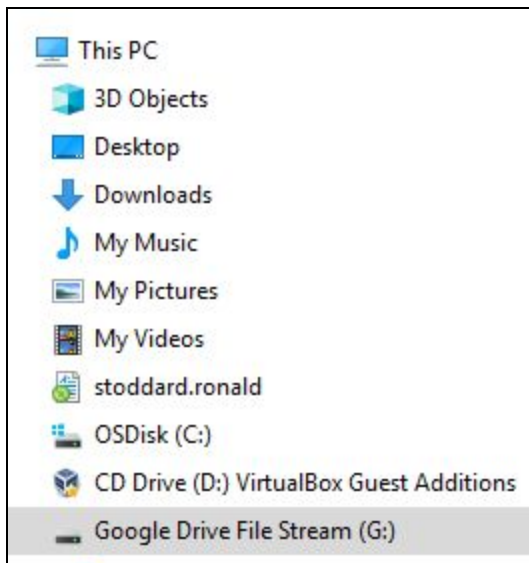 This PC
3D Objects
Desktop
Downloads
My Music
My Pictures
My Videos
stoddard.ronald
OSDisk (C:)
CD Drive (D:) VirtualBox Guest Additions
Google Drive File Stream (G:)